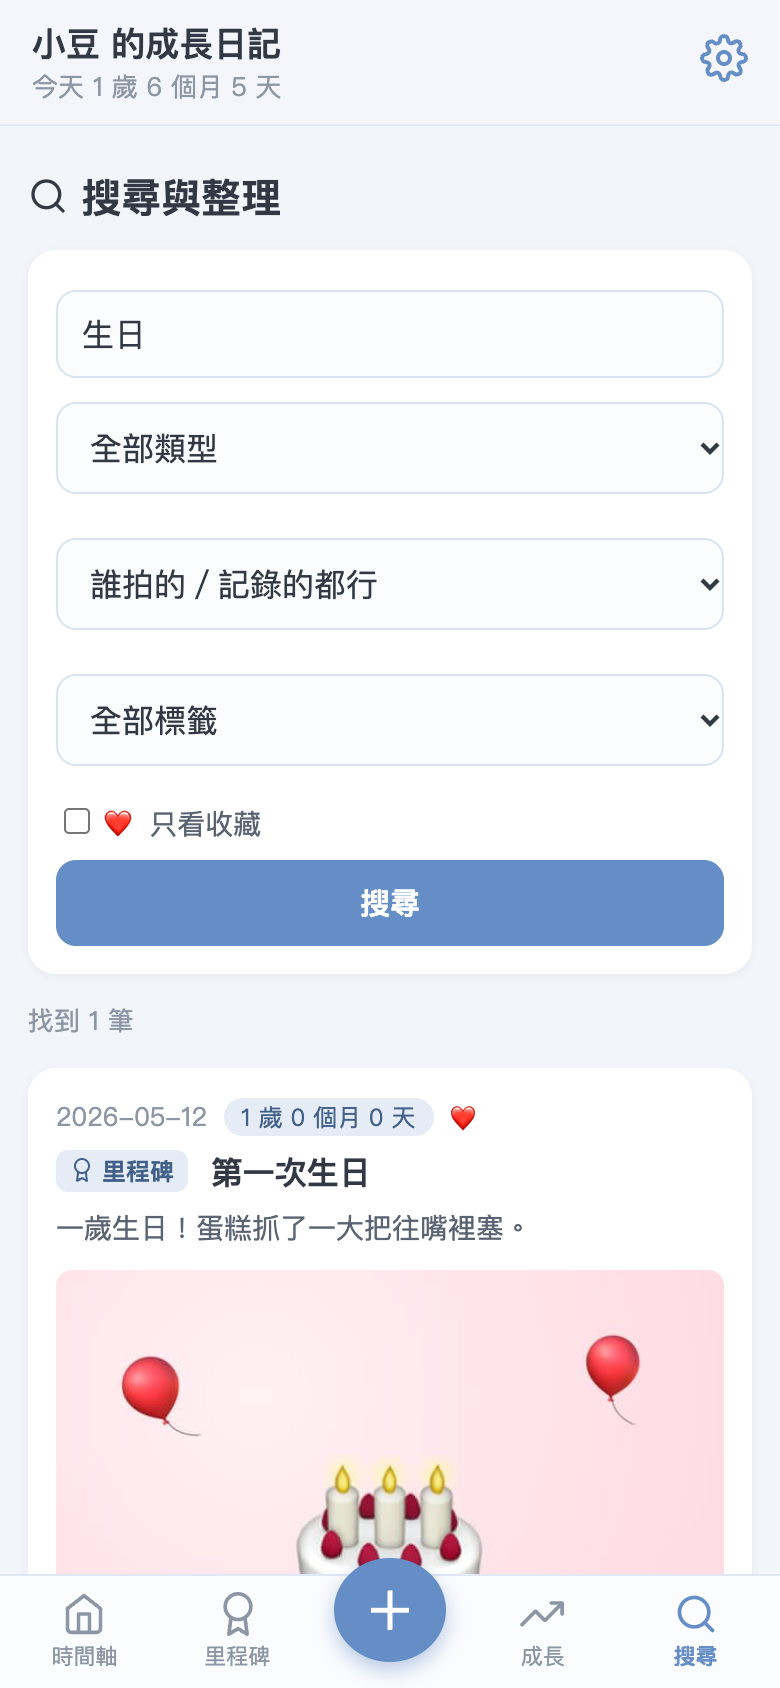 小豆 的成長日記
今天 1 歲 6 個月 5 天
搜尋與整理
生日
全部類型
誰拍的 / 記錄的都行
全部標籤
❤️ 只看收藏
搜尋
找到 1 筆
2026-05-12 1 歲 0 個月 0 天 ❤️
里程碑 第一次生日
一歲生日！蛋糕抓了一大把往嘴裡塞。
時間軸 里程碑 成長 搜尋